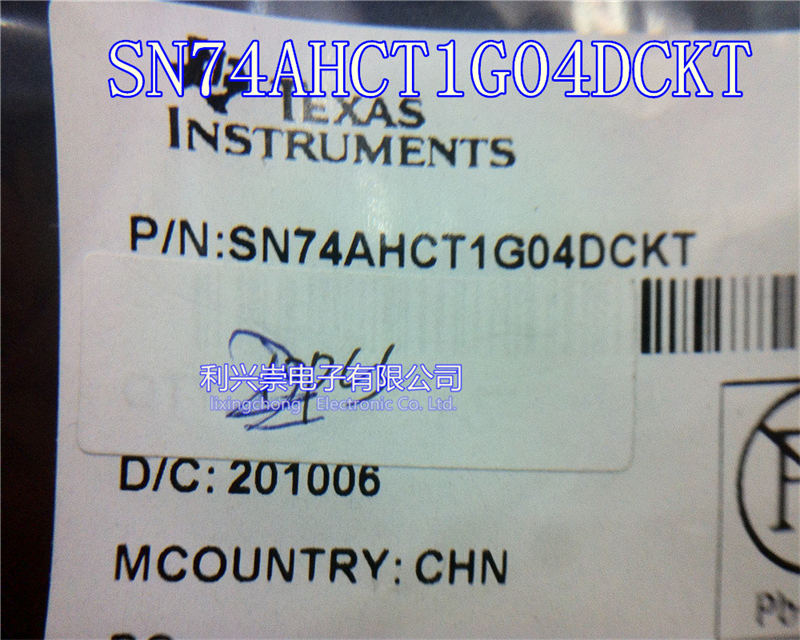 SN74AHCT1G04DCKT
TEXAS
INSTRUMENTS
P/N:SN74AHCT1G04DCKT
利兴崇电子有限公司
lixingchong Electronic Co. Ltd.
D/C: 201006
MCOUNTRY: CHN
Pb